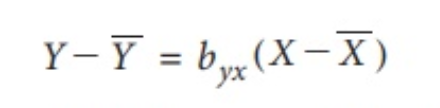 Y − Y̅ = b_yx (X − X̅)